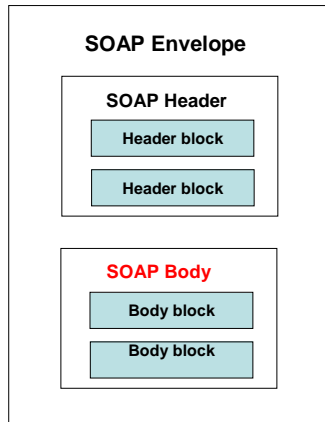 SOAP Envelope
SOAP Header
Header block
Header block
SOAP Body
Body block
Body block